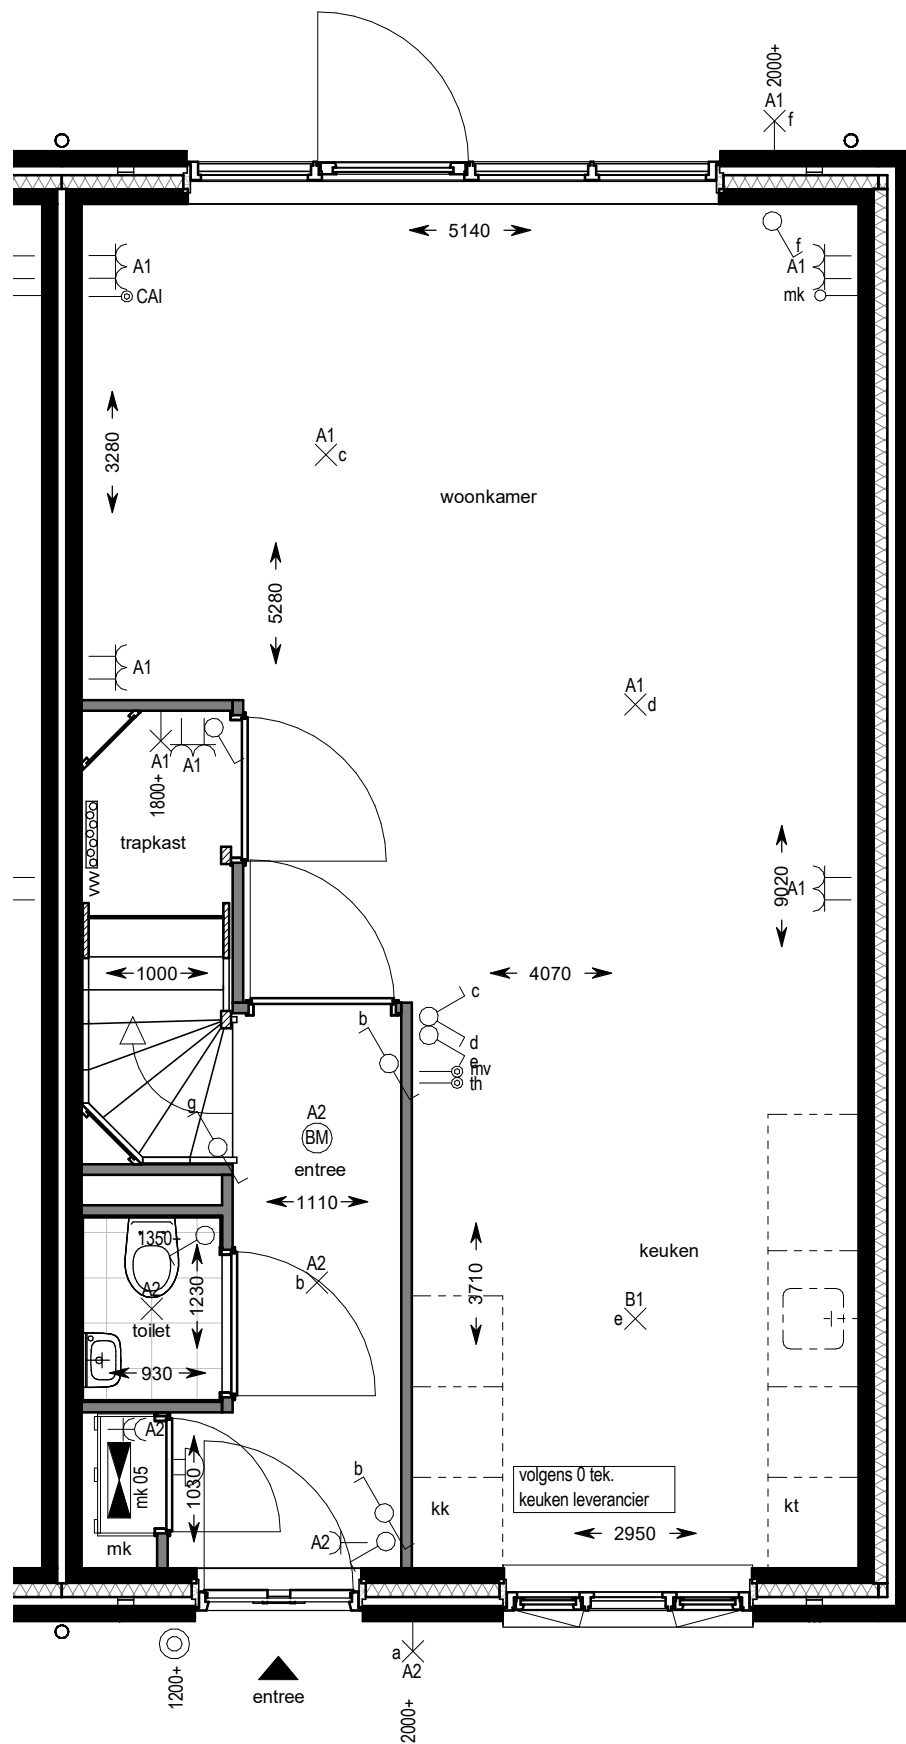 2000+
A1
f
5140
f
A1
A1
CAI
mk
3280
A1
c
woonkamer
5280
A1
A1
d
A1
A1
1800+
trapkast
9020
A1
1000
4070
c
b
d
e
mv
th
g
A2
BM
entree
1110
1350+
keuken
A2
b
1230
3710
A2
B1
e
toilet
930
A2
mk 05
1030
b
volgens 0 tek.
keuken leverancier
kk
kt
A2
2950
mk
a
A2
1200+
entree
2000+